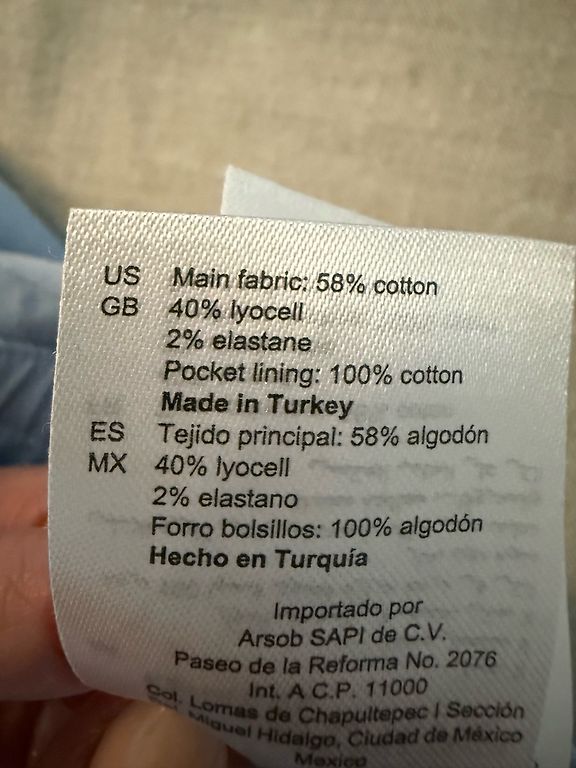 US Main fabric: 58% cotton
GB 40% lyocell
2% elastane
Pocket lining: 100% cotton
Made in Turkey
ES Tejido principal: 58% algodón
MX 40% lyocell
2% elastano
Forro bolsillos: 100% algodón
Hecho en Turquía
Importado por
Arsob SAPI de C.V.
Paseo de la Reforma No. 2076
Int. A C.P. 11000
Col. Lomas de Chapultepec I Sección
Miguel Hidalgo, Ciudad de México
Mexico